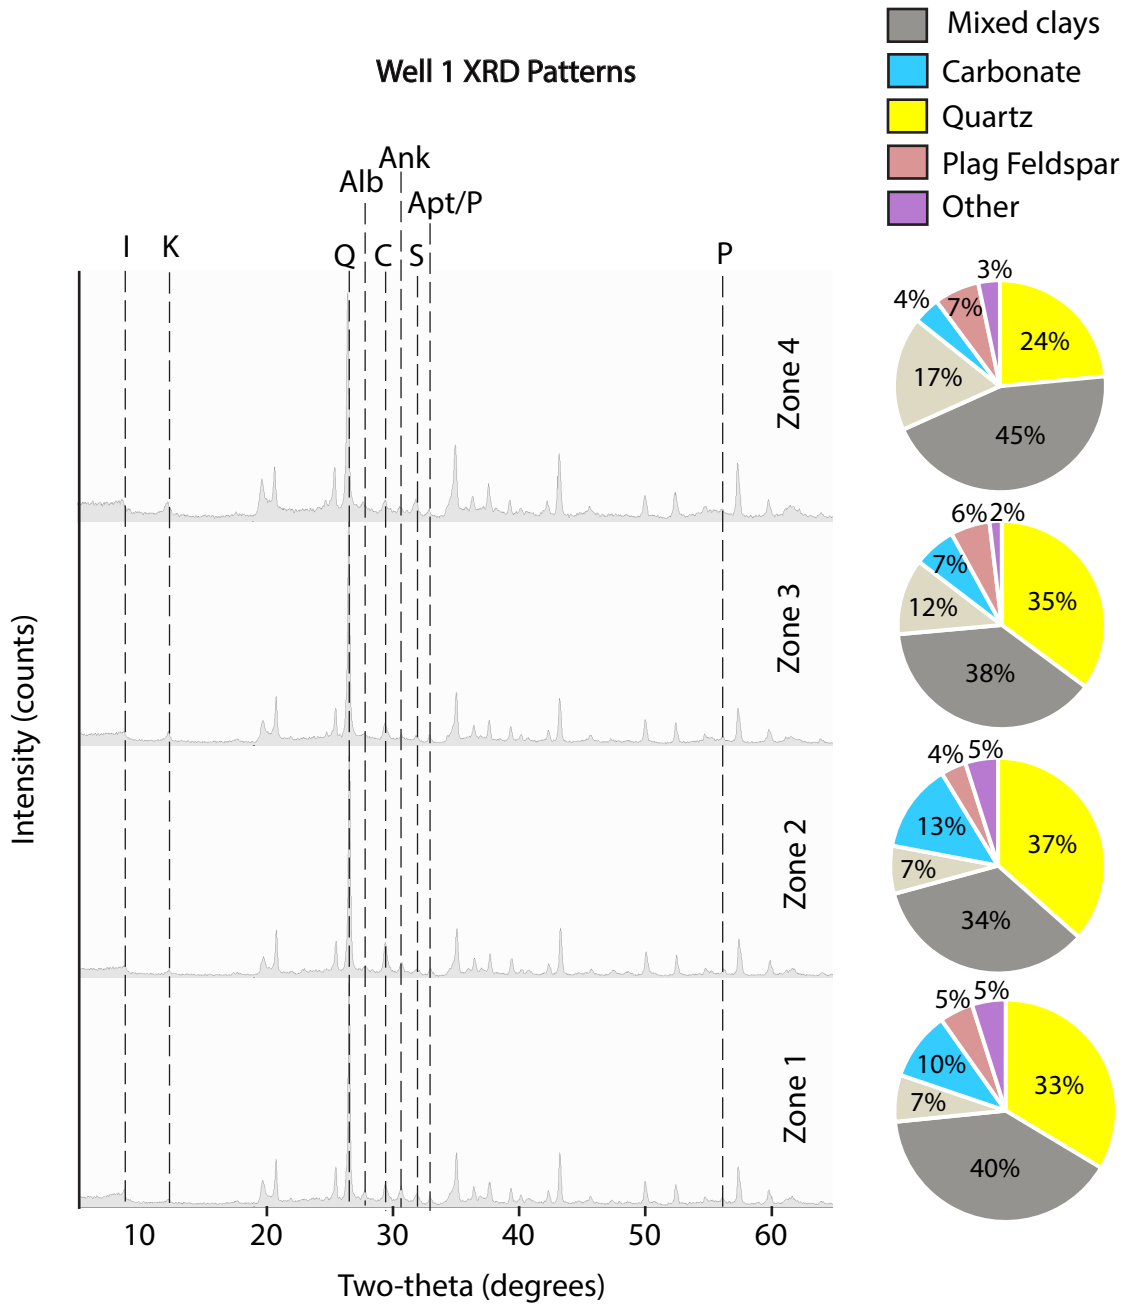 Mixed clays
Carbonate
Quartz
Plag Feldspar
Other
Well 1 XRD Patterns
Ank
Alb
Apt/P
I K Q C S P
Zone 4
Zone 3
Zone 2
Zone 1
3%
4%
7%
24%
17%
45%
6% 2%
7%
35%
12%
38%
4% 5%
13%
37%
7%
34%
5% 5%
10%
33%
7%
40%
Intensity (counts)
10 20 30 40 50 60
Two-theta (degrees)